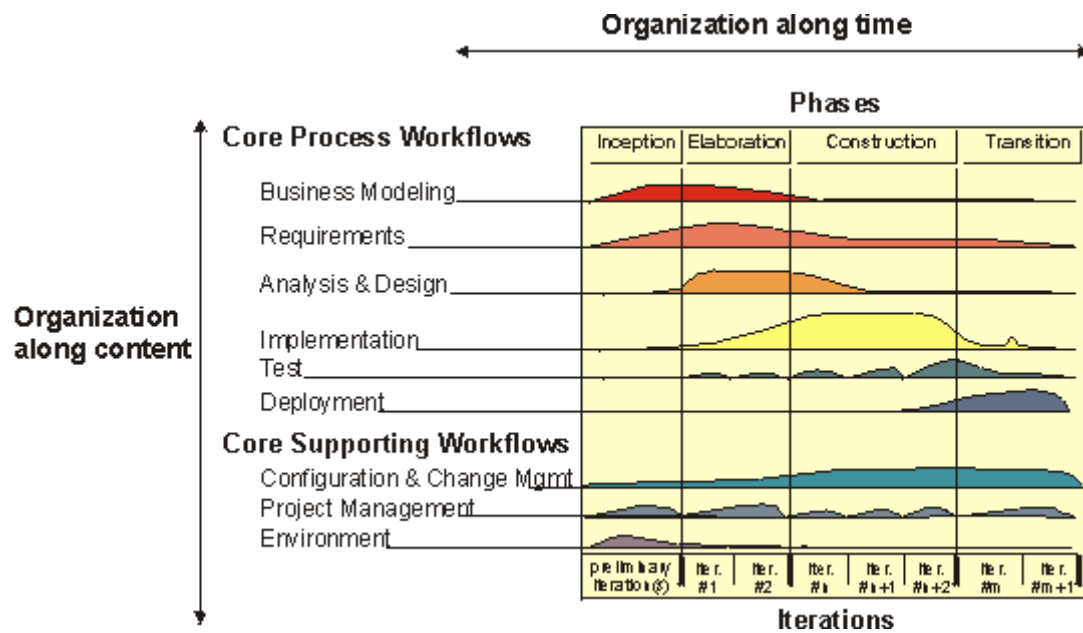 Organization along time
Phases
Core Process Workflows
Inception Elaboration Construction Transition
Business Modeling
Requirements
Analysis & Design
Organization
along content
Implementation
Test
Deployment
Core Supporting Workflows
Configuration & Change Mgmt
Project Management
Environment
preliminary
iteration(s)
Iter.
#1
Iter.
#2
Iter.
#n
Iter.
#n+1
Iter.
#n+2
Iter.
#m
Iter.
#m+1
Iterations